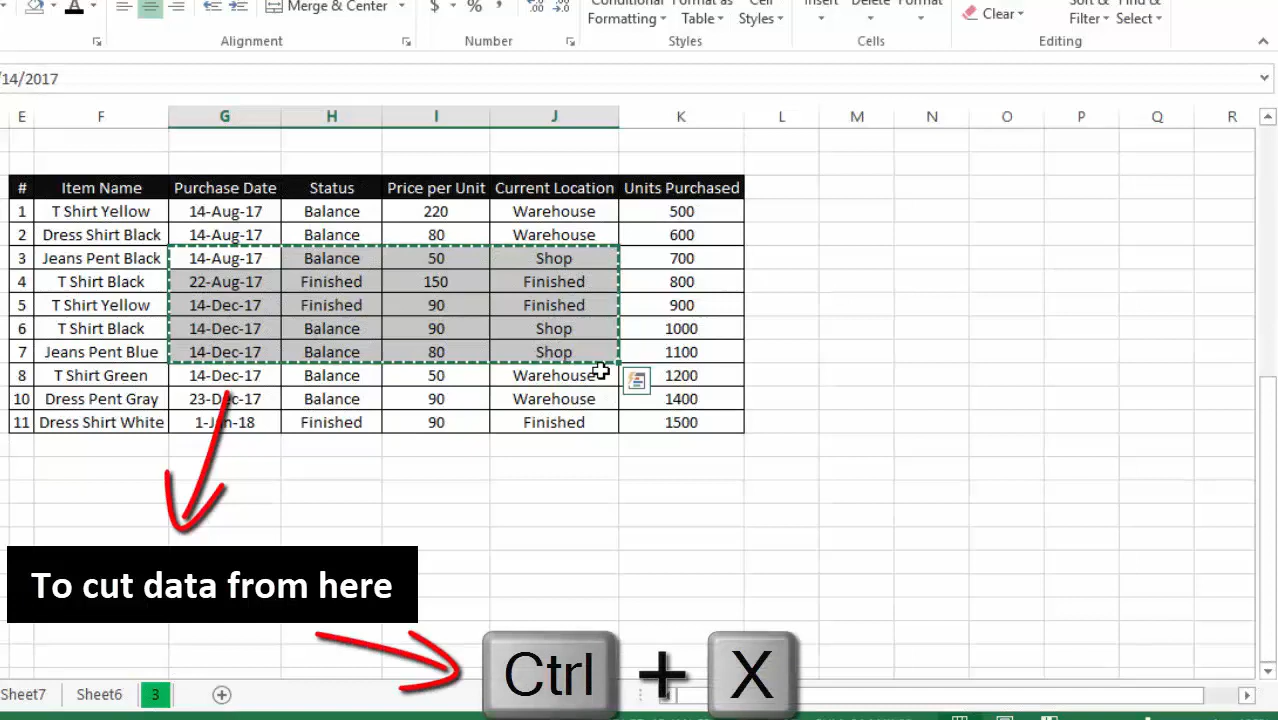 Merge & Center
$ % ,
Conditional Format as Cell Insert Delete Format Sort & Find &
Formatting Table Styles Clear Filter Select
Alignment Number Styles Cells Editing
/14/2017
E F G H I J K L M N O P Q R
# Item Name Purchase Date Status Price per Unit Current Location Units Purchased
1 T Shirt Yellow 14-Aug-17 Balance 220 Warehouse 500
2 Dress Shirt Black 14-Aug-17 Balance 80 Warehouse 600
3 Jeans Pent Black 14-Aug-17 Balance 50 Shop 700
4 T Shirt Black 22-Aug-17 Finished 150 Finished 800
5 T Shirt Yellow 14-Dec-17 Finished 90 Finished 900
6 T Shirt Black 14-Dec-17 Balance 90 Shop 1000
7 Jeans Pent Blue 14-Dec-17 Balance 80 Shop 1100
8 T Shirt Green 14-Dec-17 Balance 50 Warehouse 1200
10 Dress Pent Gray 23-Dec-17 Balance 90 Warehouse 1400
11 Dress Shirt White 1-Jan-18 Finished 90 Finished 1500
To cut data from here
Ctrl + X
Sheet7 Sheet6 3